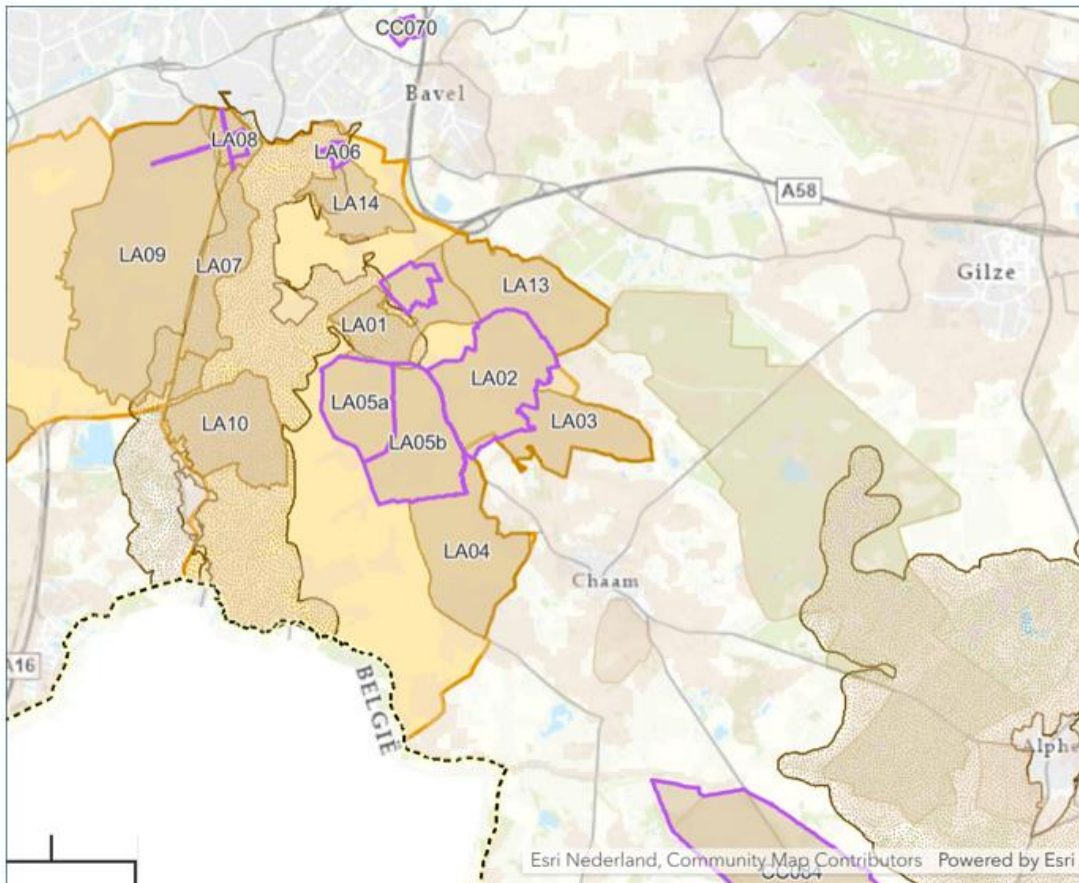 CC070
Bavel
LA08
LA06
A58
LA14
LA09
LA07
Gilze
LA13
LA01
LA02
LA05a
LA03
LA10
LA05b
LA04
Chaam
A16
BELGIË
Alphe
Esri Nederland, Community Map Contributors Powered by Esri
CC084